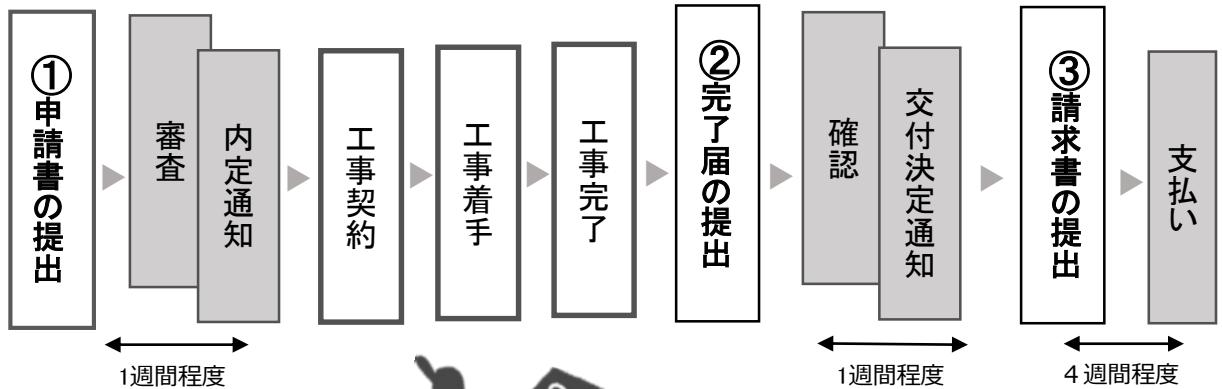 ①申請書の提出
審査
内定通知
工事契約
工事着手
工事完了
②完了届の提出
確認
交付決定通知
③請求書の提出
支払い
1週間程度
1週間程度
４週間程度